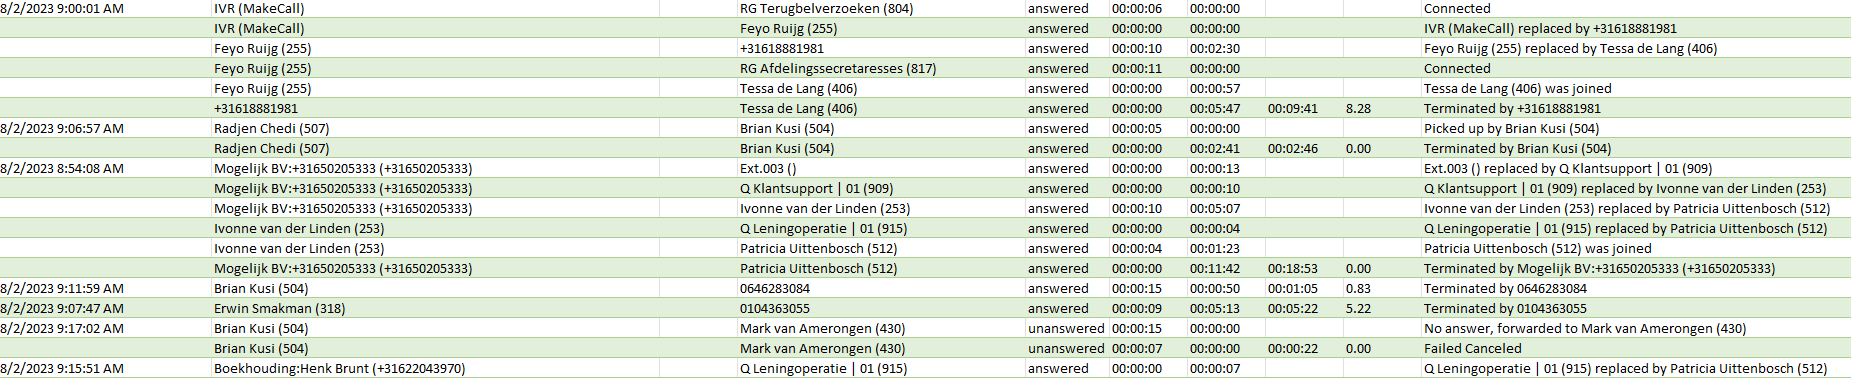 8/2/2023 9:00:01 AM IVR (MakeCall) RG Terugbelverzoeken (804) answered 00:00:06 00:00:00 Connected
IVR (MakeCall) Feyo Ruijg (255) answered 00:00:00 00:00:00 IVR (MakeCall) replaced by +31618881981
Feyo Ruijg (255) +31618881981 answered 00:00:10 00:02:30 Feyo Ruijg (255) replaced by Tessa de Lang (406)
Feyo Ruijg (255) RG Afdelingssecretaresses (817) answered 00:00:11 00:00:00 Connected
Feyo Ruijg (255) Tessa de Lang (406) answered 00:00:00 00:00:57 Tessa de Lang (406) was joined
+31618881981 Tessa de Lang (406) answered 00:00:00 00:05:47 00:09:41 8.28 Terminated by +31618881981
8/2/2023 9:06:57 AM Radjen Chedi (507) Brian Kusi (504) answered 00:00:05 00:00:00 Picked up by Brian Kusi (504)
Radjen Chedi (507) Brian Kusi (504) answered 00:00:00 00:02:41 00:02:46 0.00 Terminated by Brian Kusi (504)
8/2/2023 8:54:08 AM Mogelijk BV:+31650205333 (+31650205333) Ext.003 () answered 00:00:00 00:00:13 Ext.003 () replaced by Q Klantsupport | 01 (909)
Mogelijk BV:+31650205333 (+31650205333) Q Klantsupport | 01 (909) answered 00:00:00 00:00:10 Q Klantsupport | 01 (909) replaced by Ivonne van der Linden (253)
Mogelijk BV:+31650205333 (+31650205333) Ivonne van der Linden (253) answered 00:00:10 00:05:07 Ivonne van der Linden (253) replaced by Patricia Uittenbosch (512)
Ivonne van der Linden (253) Q Leningoperatie | 01 (915) answered 00:00:00 00:00:04 Q Leningoperatie | 01 (915) replaced by Patricia Uittenbosch (512)
Ivonne van der Linden (253) Patricia Uittenbosch (512) answered 00:00:04 00:01:23 Patricia Uittenbosch (512) was joined
Mogelijk BV:+31650205333 (+31650205333) Patricia Uittenbosch (512) answered 00:00:00 00:11:42 00:18:53 0.00 Terminated by Mogelijk BV:+31650205333 (+31650205333)
8/2/2023 9:11:59 AM Brian Kusi (504) 0646283084 answered 00:00:15 00:00:50 00:01:05 0.83 Terminated by 0646283084
8/2/2023 9:07:47 AM Erwin Smakman (318) 0104363055 answered 00:00:09 00:05:13 00:05:22 5.22 Terminated by 0104363055
8/2/2023 9:17:02 AM Brian Kusi (504) Mark van Amerongen (430) unanswered 00:00:15 00:00:00 No answer, forwarded to Mark van Amerongen (430)
Brian Kusi (504) Mark van Amerongen (430) unanswered 00:00:07 00:00:00 00:00:22 0.00 Failed Canceled
8/2/2023 9:15:51 AM Boekhouding:Henk Brunt (+31622043970) Q Leningoperatie | 01 (915) answered 00:00:00 00:00:07 Q Leningoperatie | 01 (915) replaced by Patricia Uittenbosch (512)